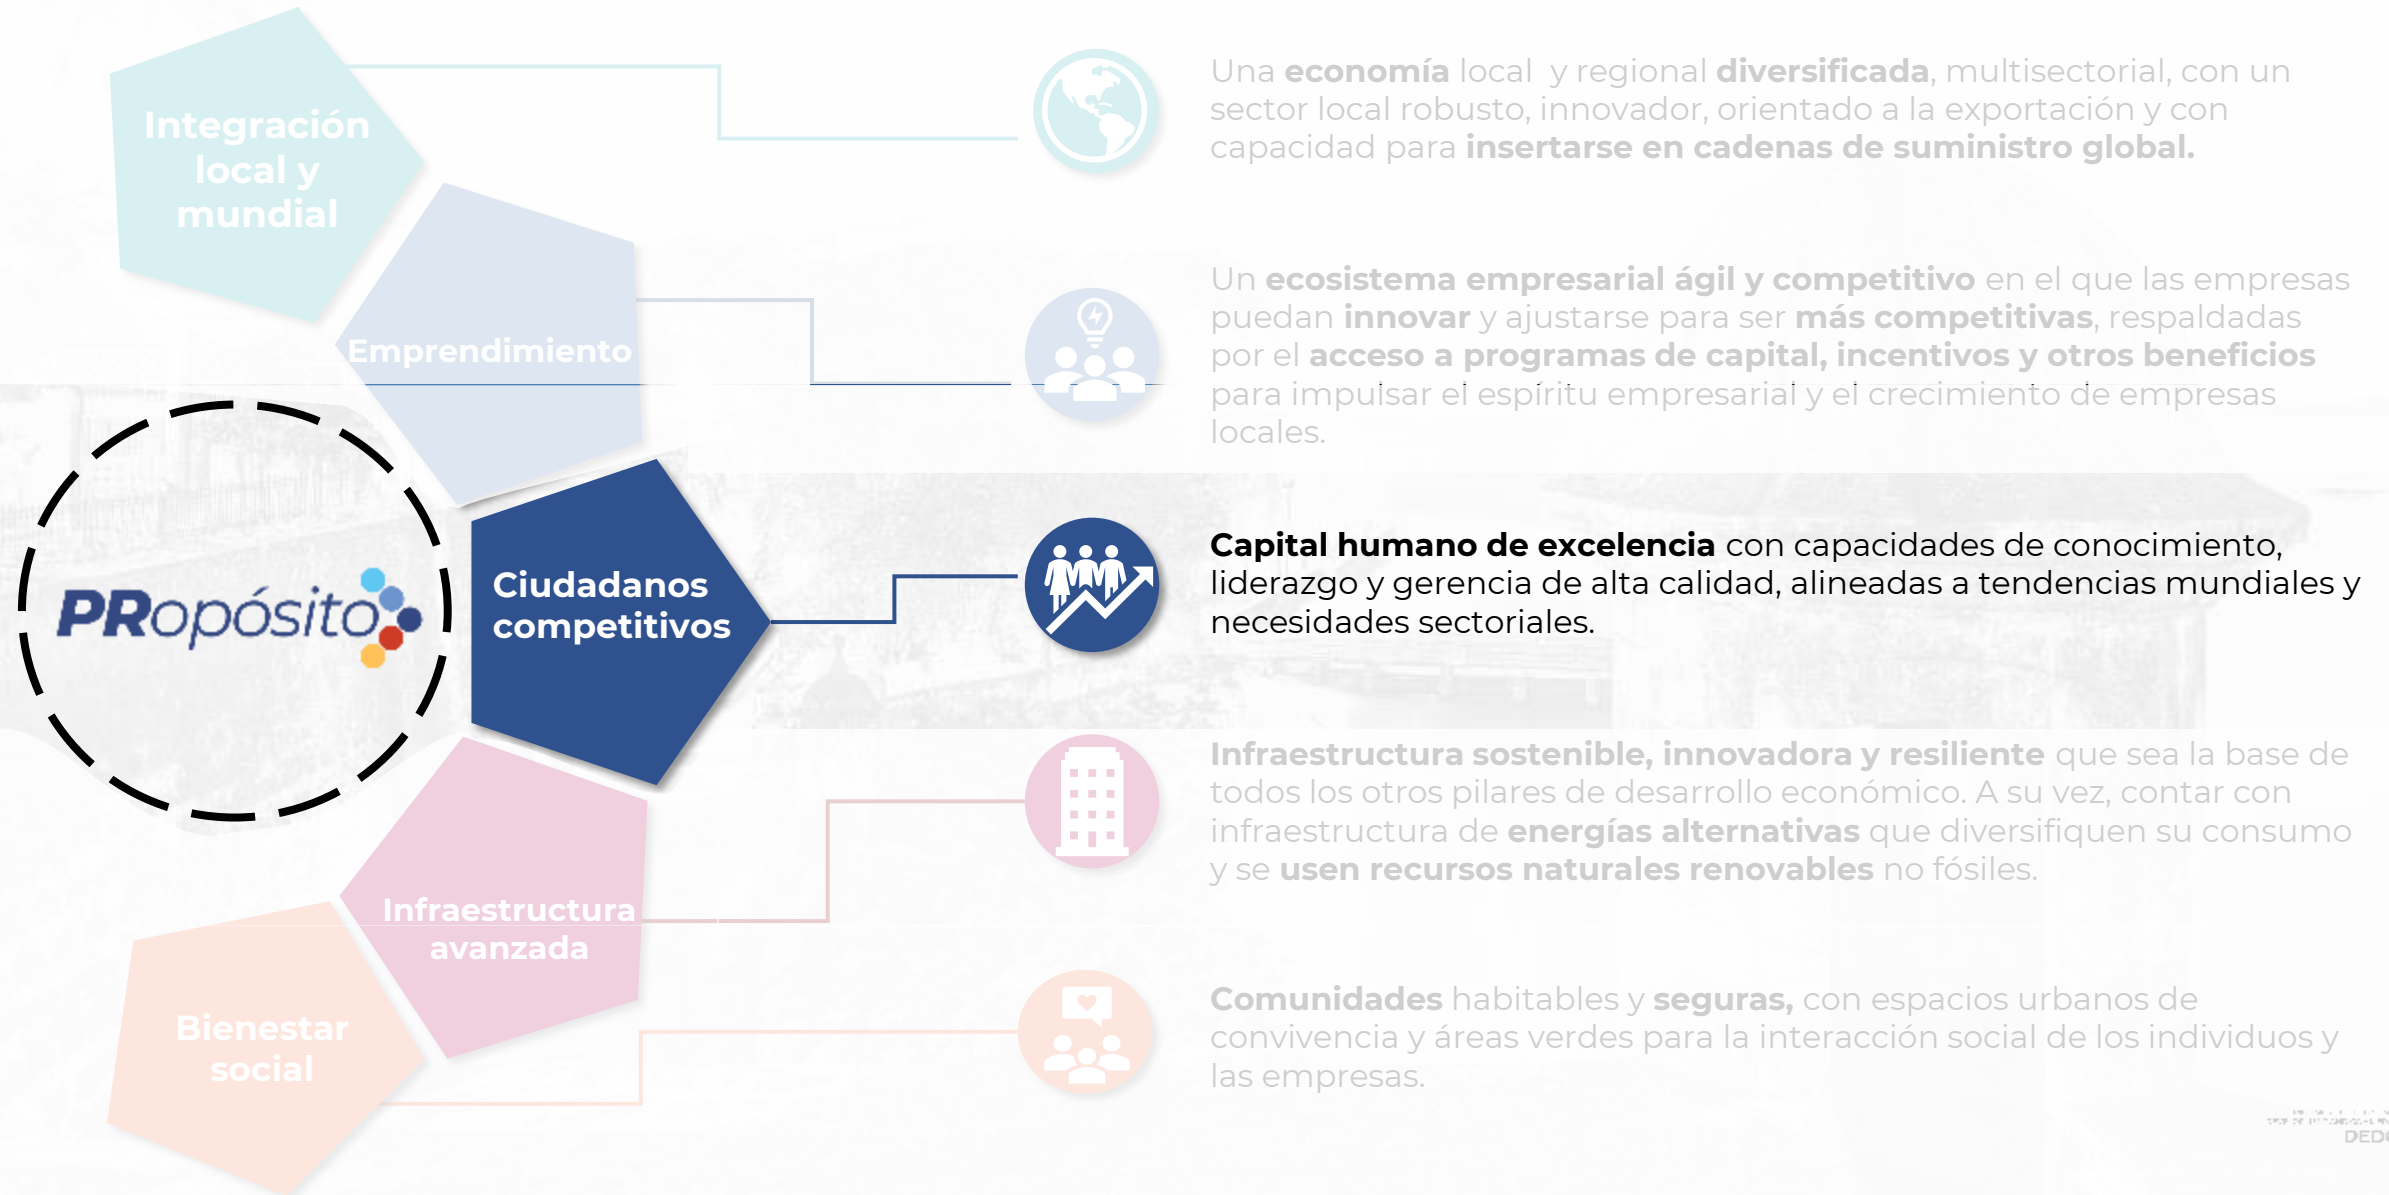 Integración
local y
mundial
Una economía local y regional diversificada, multisectorial, con un
sector local robusto, innovador, orientado a la exportación y con
capacidad para insertarse en cadenas de suministro global.
Emprendimiento
Un ecosistema empresarial ágil y competitivo en el que las empresas
puedan innovar y ajustarse para ser más competitivas, respaldadas
por el acceso a programas de capital, incentivos y otros beneficios
para impulsar el espíritu empresarial y el crecimiento de empresas
locales.
PRopósito
Ciudadanos
competitivos
Capital humano de excelencia con capacidades de conocimiento,
liderazgo y gerencia de alta calidad, alineadas a tendencias mundiales y
necesidades sectoriales.
Infraestructura
avanzada
Infraestructura sostenible, innovadora y resiliente que sea la base de
todos los otros pilares de desarrollo económico. A su vez, contar con
infraestructura de energías alternativas que diversifiquen su consumo
y se usen recursos naturales renovables no fósiles.
Bienestar
social
Comunidades habitables y seguras, con espacios urbanos de
convivencia y áreas verdes para la interacción social de los individuos y
las empresas.